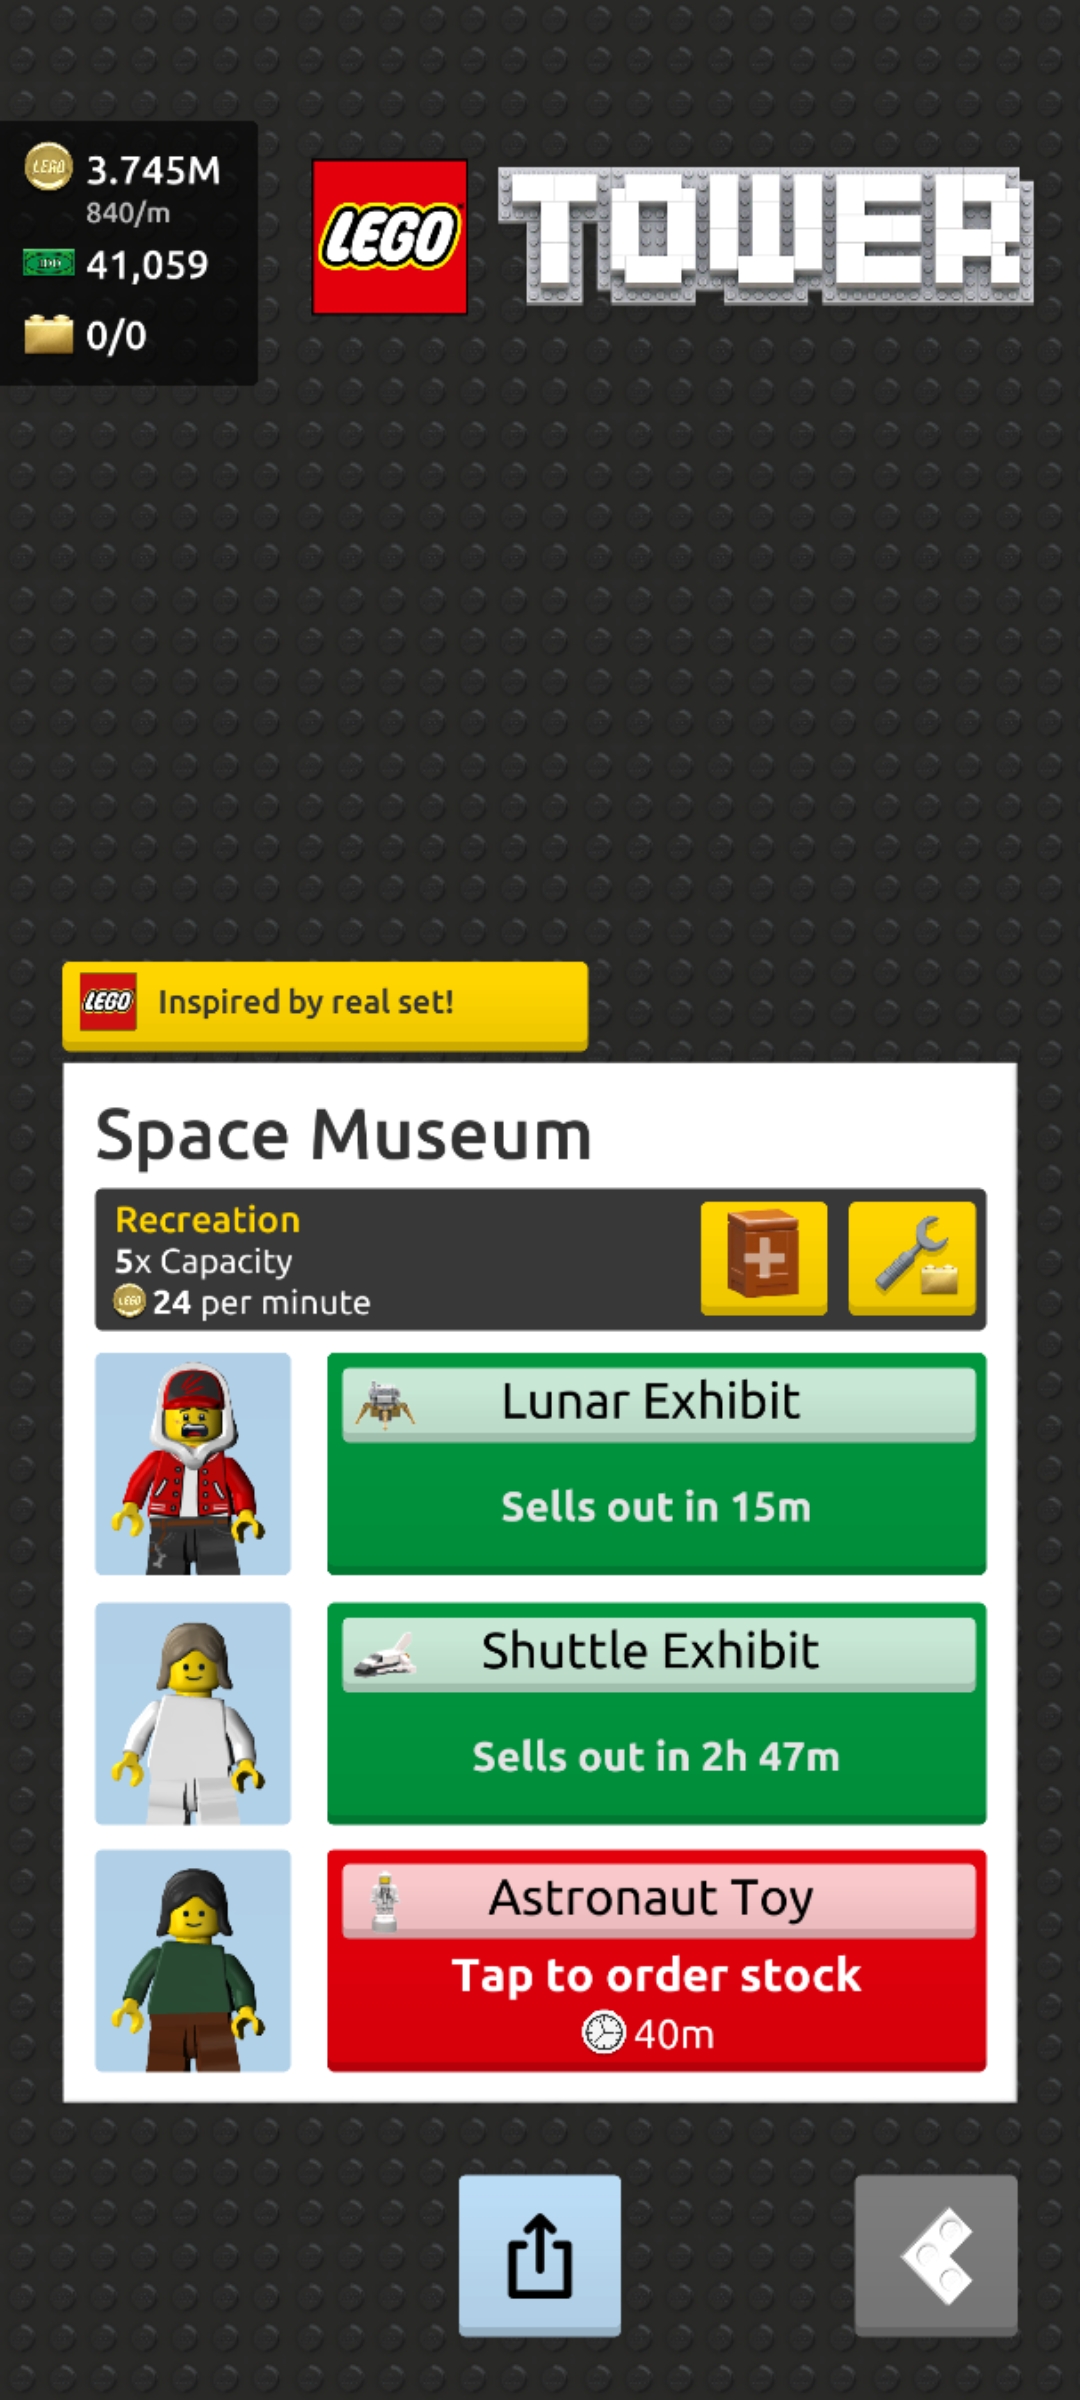 LEGO
3.745M
840/m
41,059
0/0
LEGO
TOWER
LEGO
Inspired by real set!
Space Museum
Recreation
5x Capacity
LEGO
24 per minute
Lunar Exhibit
Sells out in 15m
Shuttle Exhibit
Sells out in 2h 47m
Astronaut Toy
Tap to order stock
40m